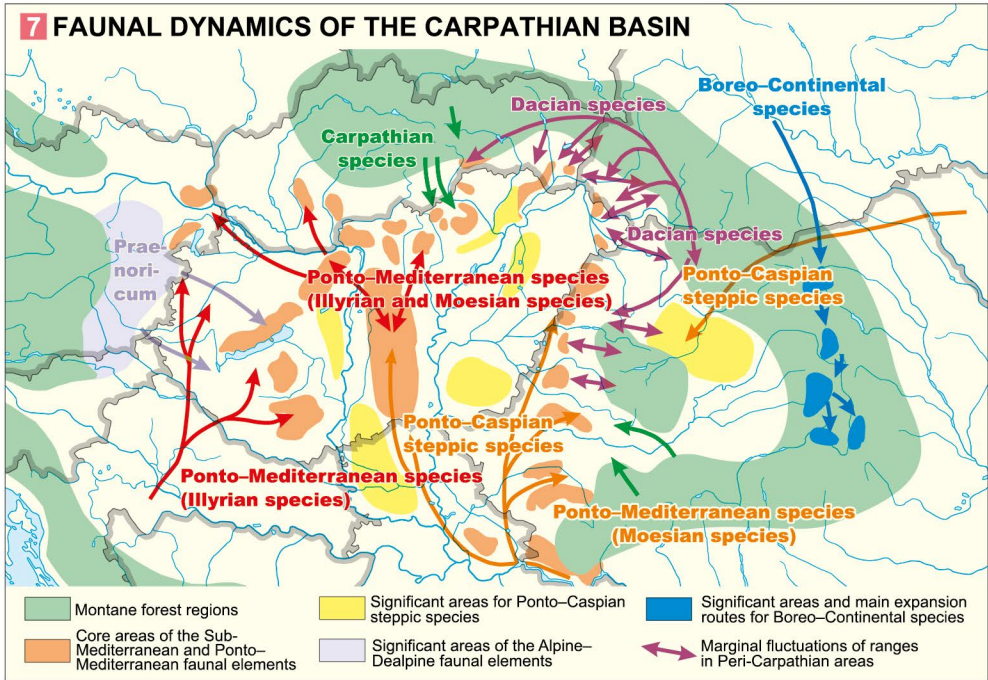 7 FAUNAL DYNAMICS OF THE CARPATHIAN BASIN
Dacian species
Boreo–Continental
species
Carpathian
species
Dacian species
Prae-
nori-
cum
Ponto–Mediterranean species
(Illyrian and Moesian species)
Ponto–Caspian
steppic species
Ponto–Caspian
steppic species
Ponto–Mediterranean species
(Illyrian species)
Ponto–Mediterranean species
(Moesian species)
Montane forest regions
Core areas of the Sub-
Mediterranean and Ponto–
Mediterranean faunal elements
Significant areas for Ponto–Caspian
steppic species
Significant areas of the Alpine–
Dealpine faunal elements
Significant areas and main expansion
routes for Boreo–Continental species
Marginal fluctuations of ranges
in Peri-Carpathian areas